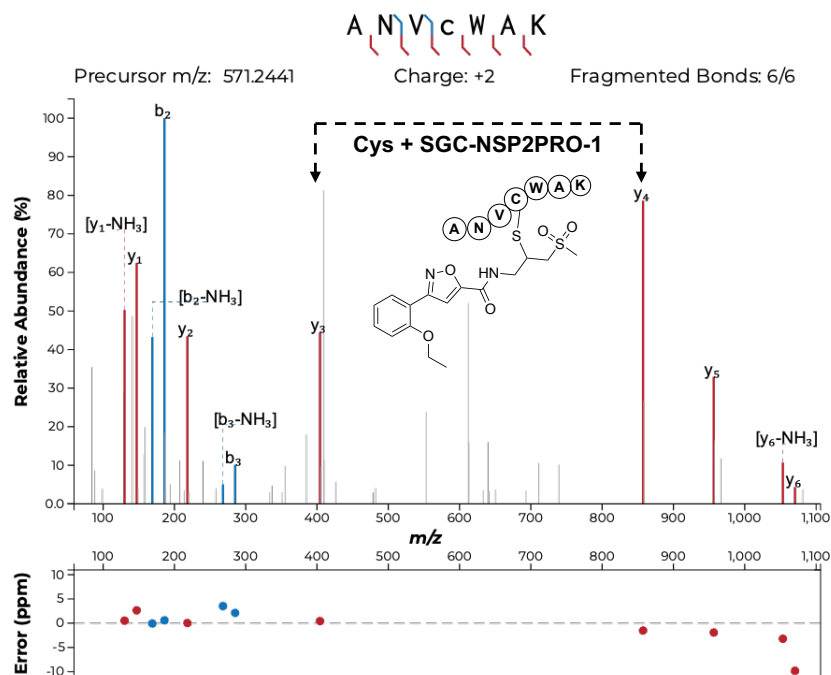 A N V c W A K
Precursor m/z: 571.2441 Charge: +2 Fragmented Bonds: 6/6
Relative Abundance (%)
100
90
80
70
60
50
40
30
20
10
0.0
b₂
Cys + SGC-NSP2PRO-1
y₄
[y₁-NH₃]
y₁
[b₂-NH₃]
y₂
y₃
[b₃-NH₃]
b₃
y₅
[y₆-NH₃]
y₆
A N V C W A K
S
O O
S
N O
HN
O
O
100 200 300 400 500 600 700 800 900 1,000 1,100
m/z
100 200 300 400 500 600 700 800 900 1,000 1,100
Error (ppm)
10
5
0
-5
-10